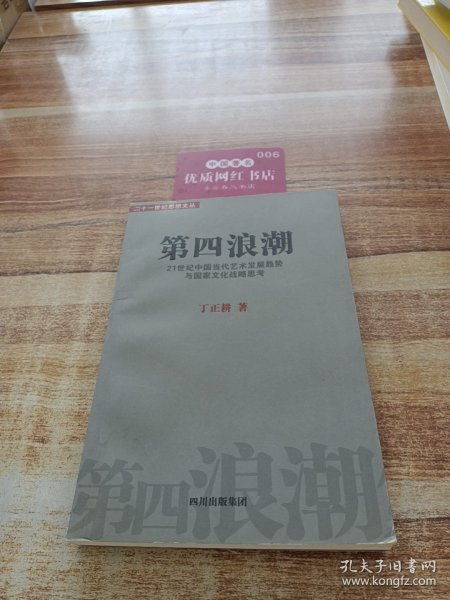 006
中国著名
优质网红书店
二十一世纪思想文丛
第四浪潮
21世纪中国当代艺术发展趋势
与国家文化战略思考
丁正耕 著
第四浪潮
四川出版集团
孔夫子旧书网
www.kongfz.com